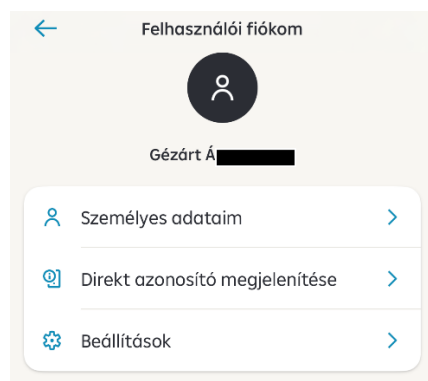 Felhasználói fiókom
Gézárt Á
Személyes adataim
Direkt azonosító megjelenítése
Beállítások